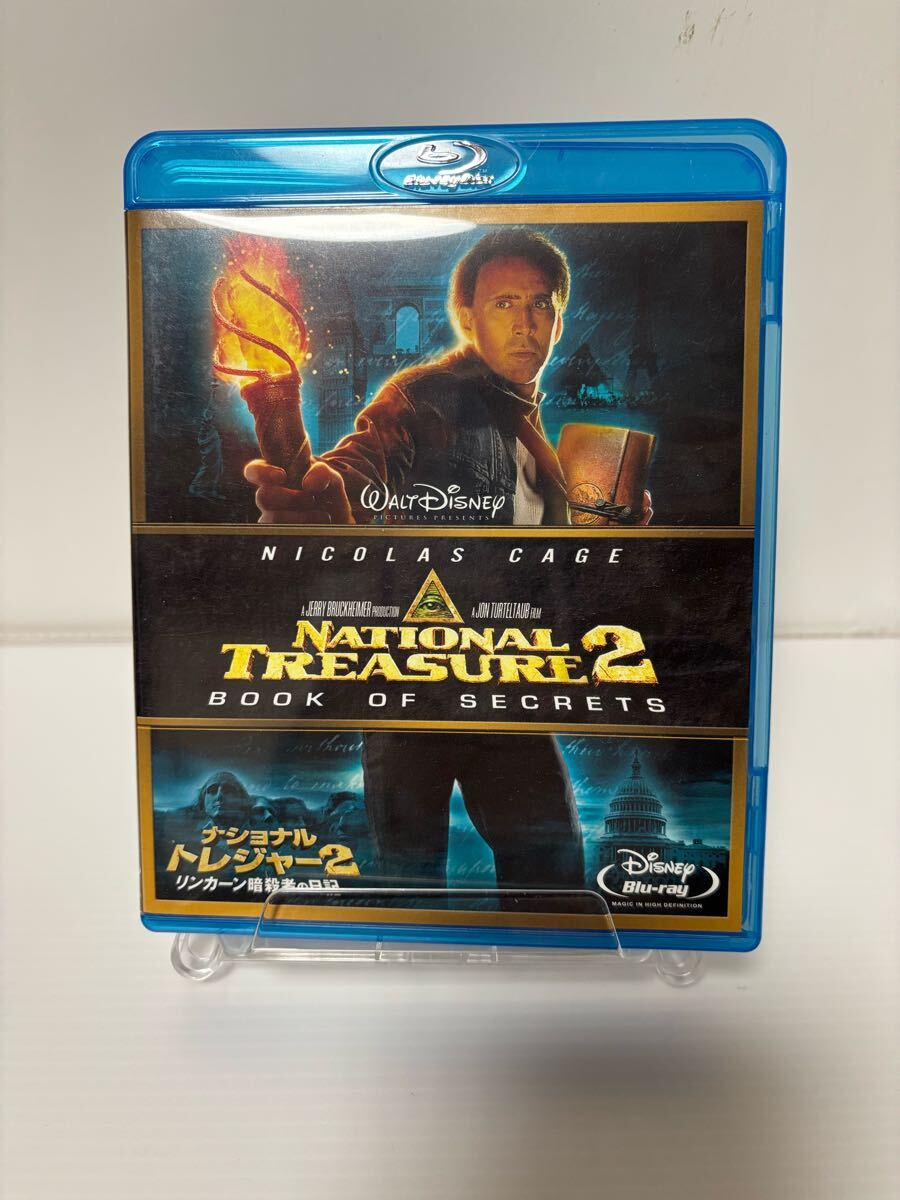 Blu-ray Disc
WALT DISNEY
PICTURES PRESENTS
NICOLAS CAGE
A JERRY BRUCKHEIMER PRODUCTION
A JON TURTELTAUB FILM
NATIONAL
TREASURE 2
BOOK OF SECRETS
ナショナル
トレジャー2
リンカーン暗殺者の日記
DISNEY
Blu-ray
MAGIC IN HIGH DEFINITION